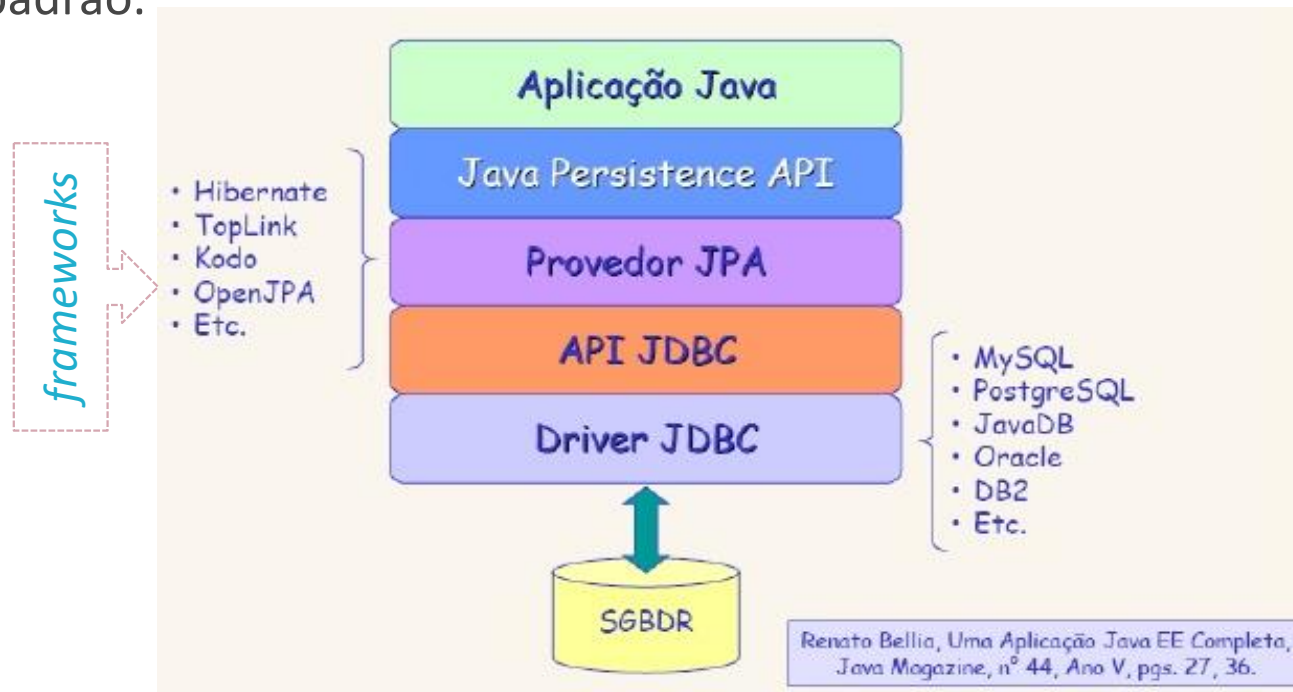 padrão.
Aplicação Java
Java Persistence API
Provedor JPA
API JDBC
Driver JDBC
SGBDR
frameworks
• Hibernate
• TopLink
• Kodo
• OpenJPA
• Etc.
• MySQL
• PostgreSQL
• JavaDB
• Oracle
• DB2
• Etc.
Renato Bellia, Uma Aplicação Java EE Completa,
Java Magazine, nº 44, Ano V, pgs. 27, 36.